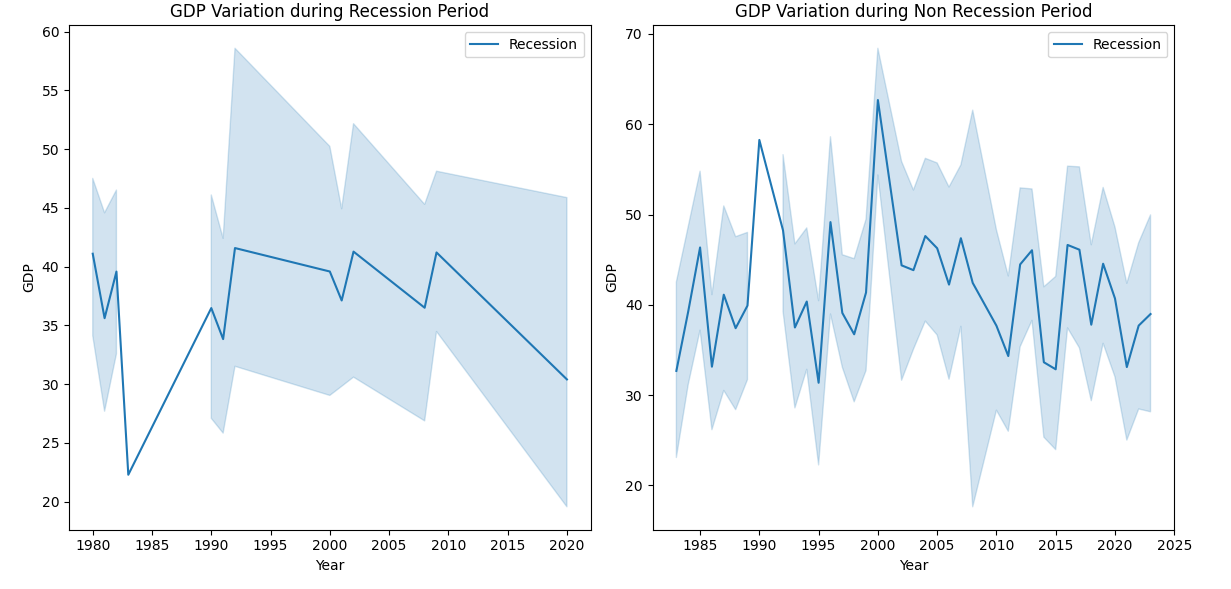 GDP Variation during Recession Period
Recession
60
55
50
45
40
35
30
25
20
GDP
1980 1985 1990 1995 2000 2005 2010 2015 2020
Year
GDP Variation during Non Recession Period
Recession
70
60
50
40
30
20
GDP
1985 1990 1995 2000 2005 2010 2015 2020 2025
Year